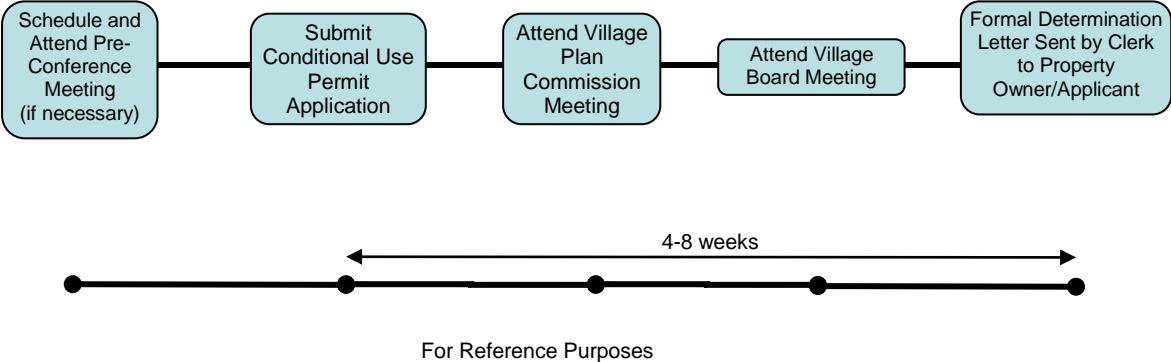 Schedule and
Attend Pre-
Conference
Meeting
(if necessary)
Submit
Conditional Use
Permit
Application
Attend Village
Plan
Commission
Meeting
Attend Village
Board Meeting
Formal Determination
Letter Sent by Clerk
to Property
Owner/Applicant
4-8 weeks
For Reference Purposes